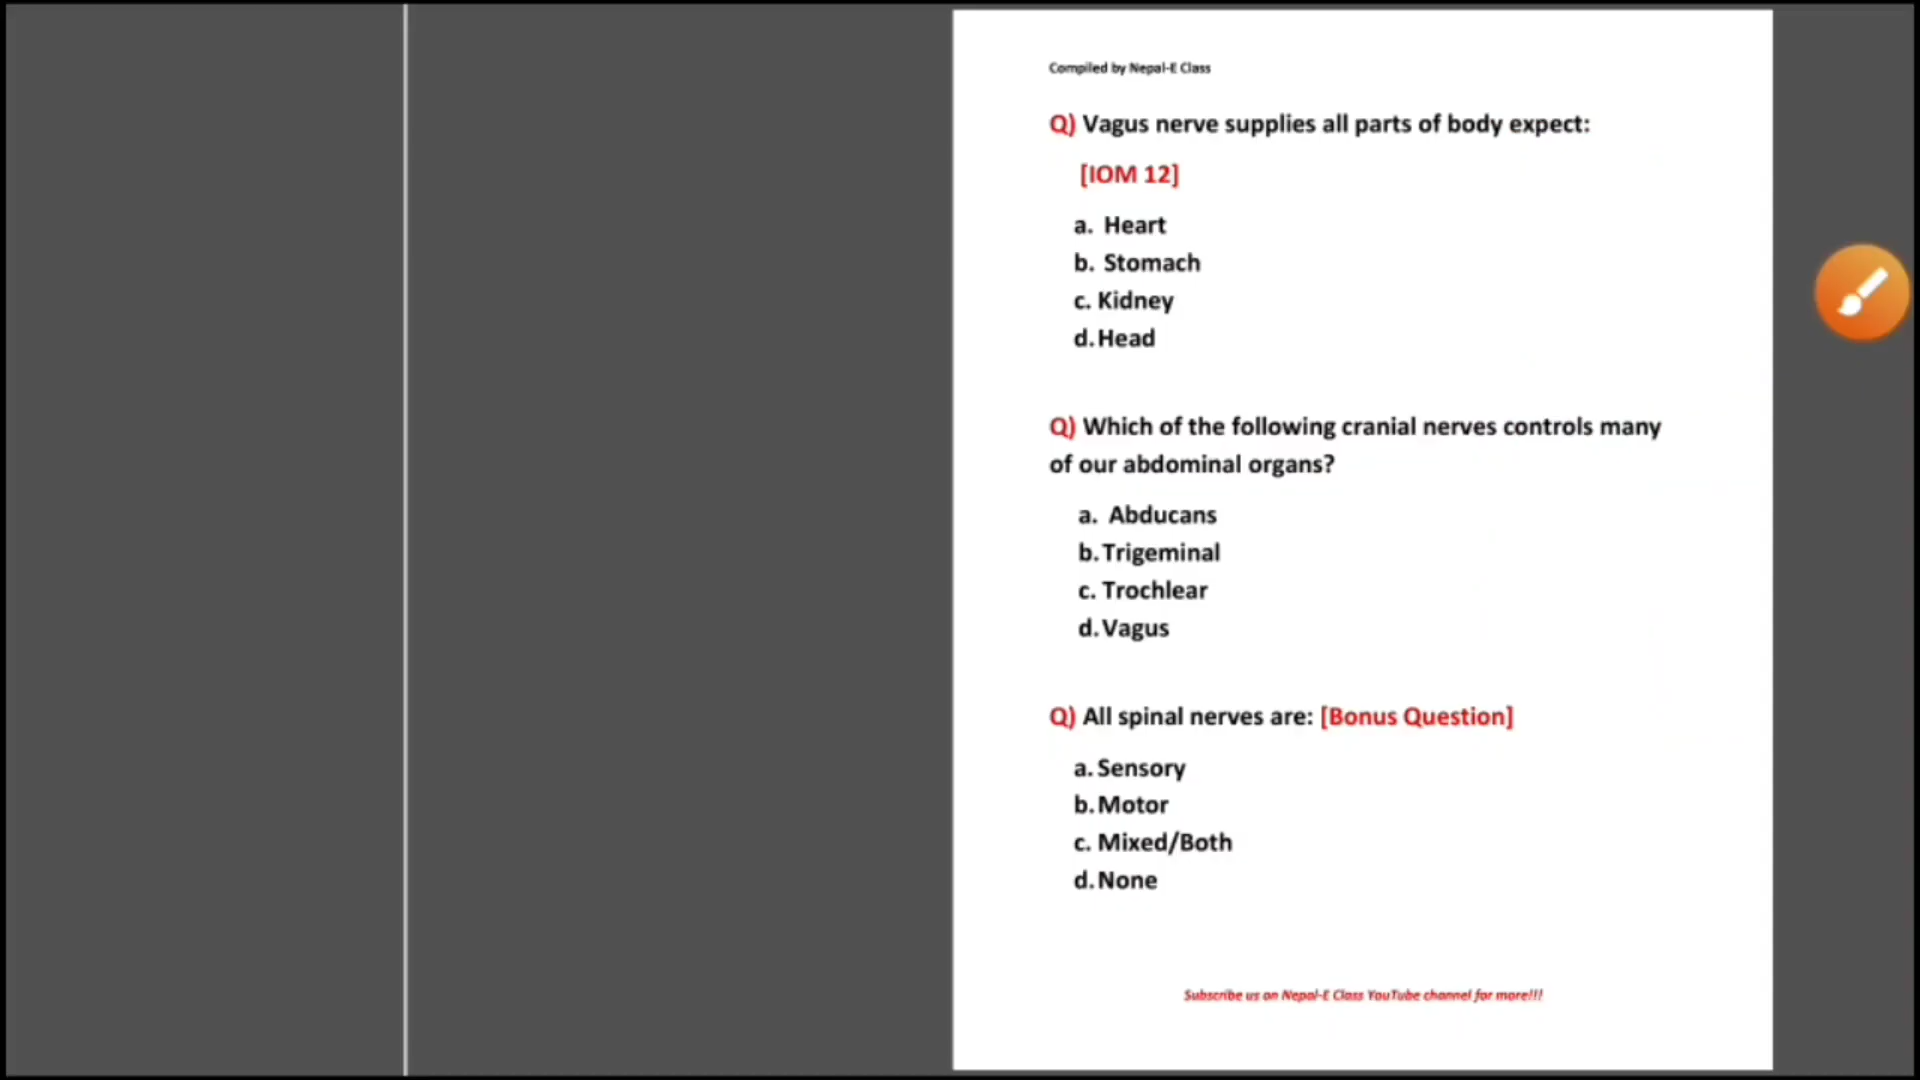 Compiled by Nepal-E Class
Q) Vagus nerve supplies all parts of body expect:
[IOM 12]
a. Heart
b. Stomach
c. Kidney
d. Head
Q) Which of the following cranial nerves controls many
of our abdominal organs?
a. Abducans
b. Trigeminal
c. Trochlear
d. Vagus
Q) All spinal nerves are: [Bonus Question]
a. Sensory
b. Motor
c. Mixed/Both
d. None
Subscribe us on Nepal-E Class YouTube channel for more!!!